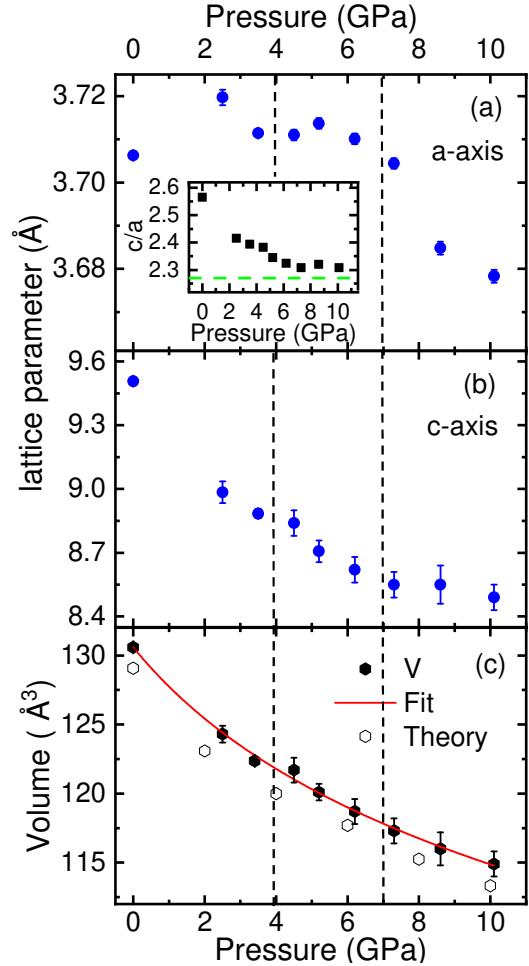 Pressure (GPa)
0 2 4 6 8 10
3.72
(a)
a-axis
3.70
3.68
2.6
2.5
2.4
2.3
c/a
0 2 4 6 8 10
Pressure (GPa)
lattice parameter (Å)
9.6
(b)
c-axis
9.3
9.0
8.7
8.4
130
V
(c)
Fit
Theory
125
120
115
Volume ( Å³)
0 2 4 6 8 10
Pressure (GPa)